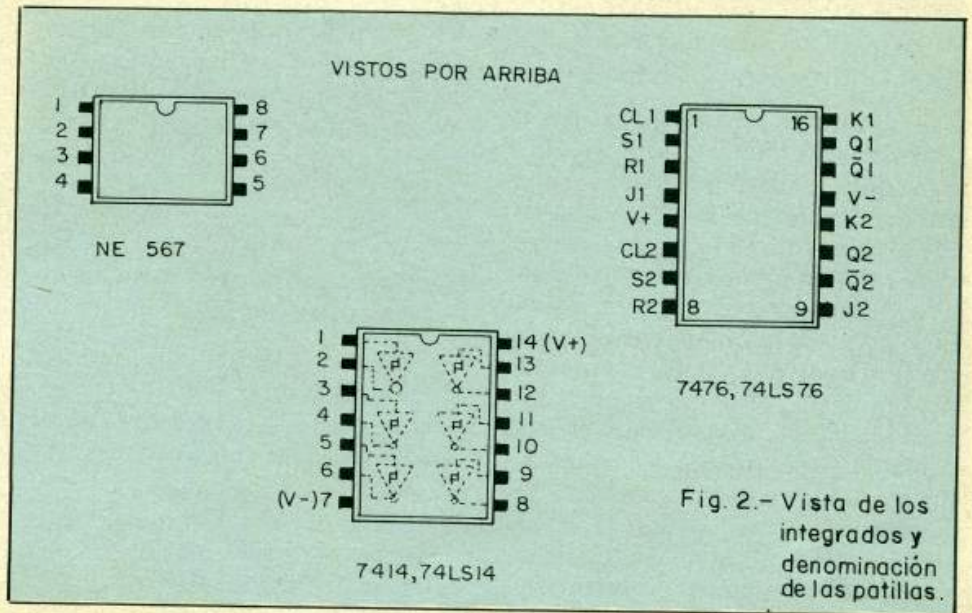 VISTOS POR ARRIBA
1 8
2 7
3 6
4 5
NE 567
CL1 1 16 K1
S1 Q1
R1 Q̅1
J1 V-
V+ K2
CL2 Q2
S2 Q̅2
R2 8 9 J2
7476,74LS76
1 14(V+)
2 13
3 12
4 11
5 10
6 9
(V-)7 8
7414,74LS14
Fig. 2.- Vista de los
integrados y
denominación
de las patillas.